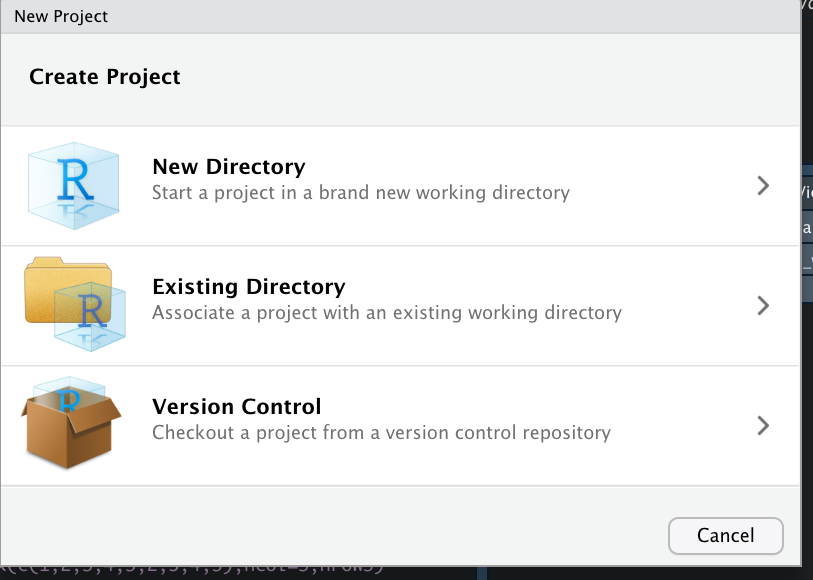 New Project
Create Project
R
New Directory
Start a project in a brand new working directory
R
Existing Directory
Associate a project with an existing working directory
R
Version Control
Checkout a project from a version control repository
Cancel